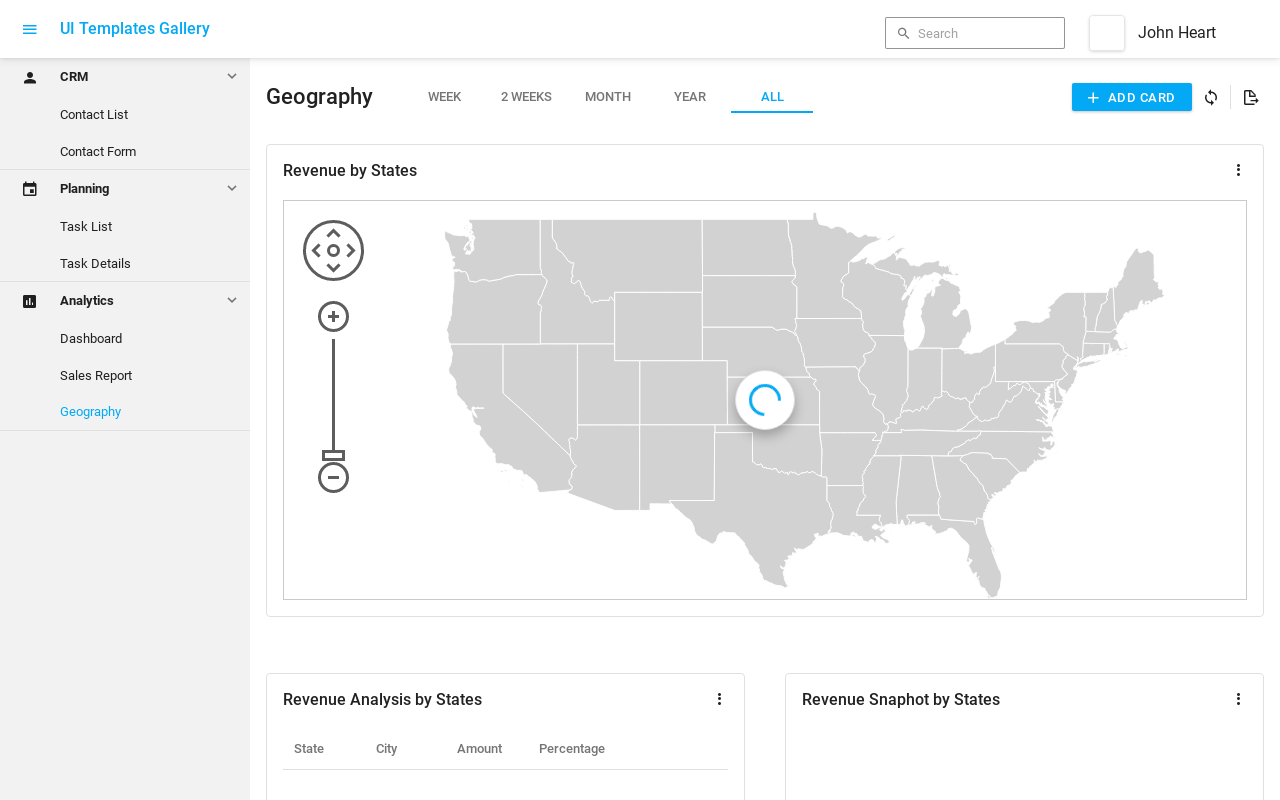 UI Templates Gallery
Search
John Heart
CRM
Contact List
Contact Form
Planning
Task List
Task Details
Analytics
Dashboard
Sales Report
Geography
Geography
WEEK
2 WEEKS
MONTH
YEAR
ALL
ADD CARD
Revenue by States
Revenue Analysis by States
State
City
Amount
Percentage
Revenue Snaphot by States